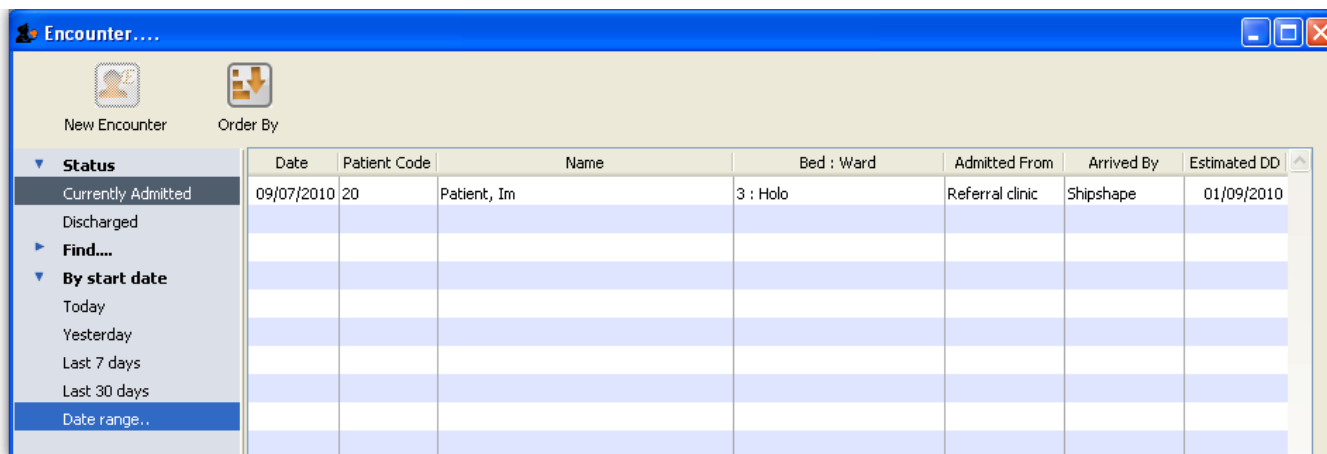 Encounter....
New Encounter
Order By
Status
Currently Admitted
Discharged
Find....
By start date
Today
Yesterday
Last 7 days
Last 30 days
Date range..
Date Patient Code Name Bed : Ward Admitted From Arrived By Estimated DD
09/07/2010 20 Patient, Im 3 : Holo Referral clinic Shipshape 01/09/2010